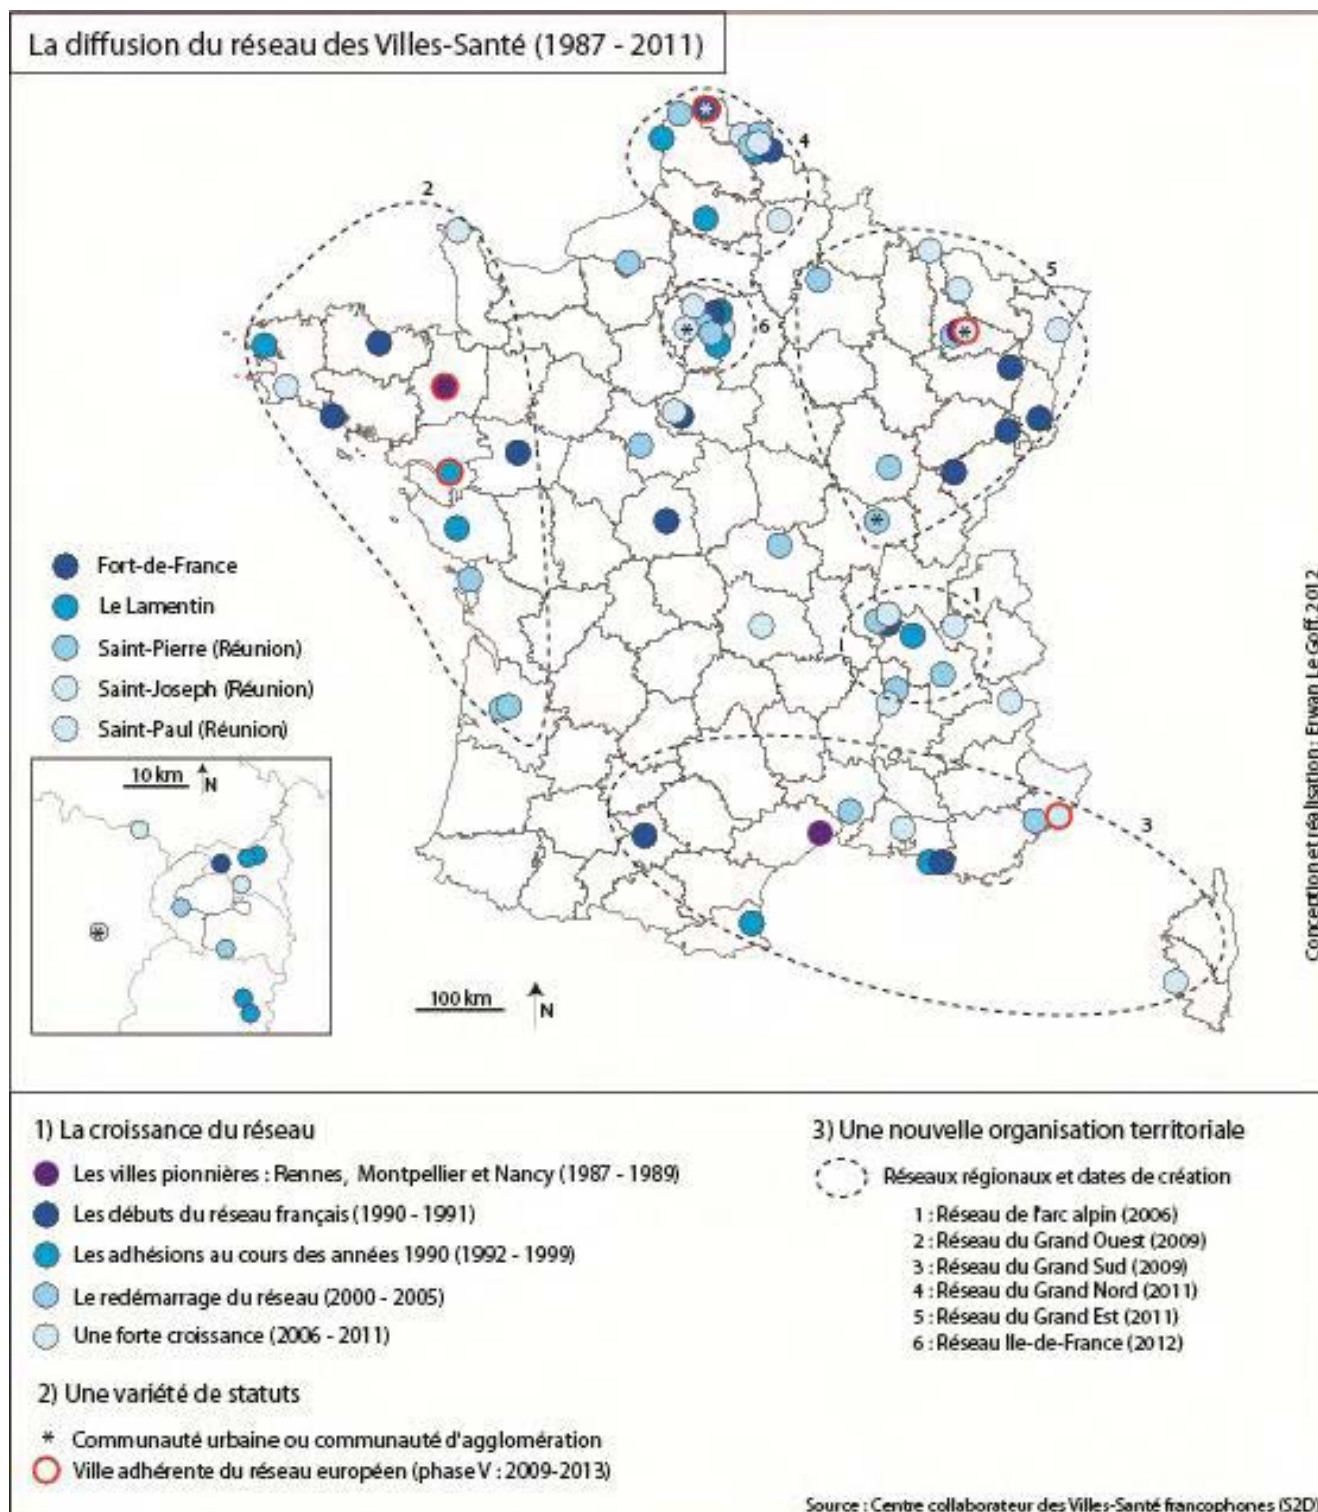 La diffusion du réseau des Villes-Santé (1987 - 2011)
4
2
5
6
1
3
Fort-de-France
Le Lamentin
Saint-Pierre (Réunion)
Saint-Joseph (Réunion)
Saint-Paul (Réunion)
10 km
N
100 km
N
Conception et réalisation : Erwan Le Goff, 2012
1) La croissance du réseau
Les villes pionnières : Rennes, Montpellier et Nancy (1987 - 1989)
Les débuts du réseau français (1990 - 1991)
Les adhésions au cours des années 1990 (1992 - 1999)
Le redémarrage du réseau (2000 - 2005)
Une forte croissance (2006 - 2011)
2) Une variété de statuts
* Communauté urbaine ou communauté d'agglomération
Ville adhérente du réseau européen (phase V : 2009-2013)
3) Une nouvelle organisation territoriale
Réseaux régionaux et dates de création
1 : Réseau de l'arc alpin (2006)
2 : Réseau du Grand Ouest (2009)
3 : Réseau du Grand Sud (2009)
4 : Réseau du Grand Nord (2011)
5 : Réseau du Grand Est (2011)
6 : Réseau Ile-de-France (2012)
Source : Centre collaborateur des Villes-Santé francophones (S2D)